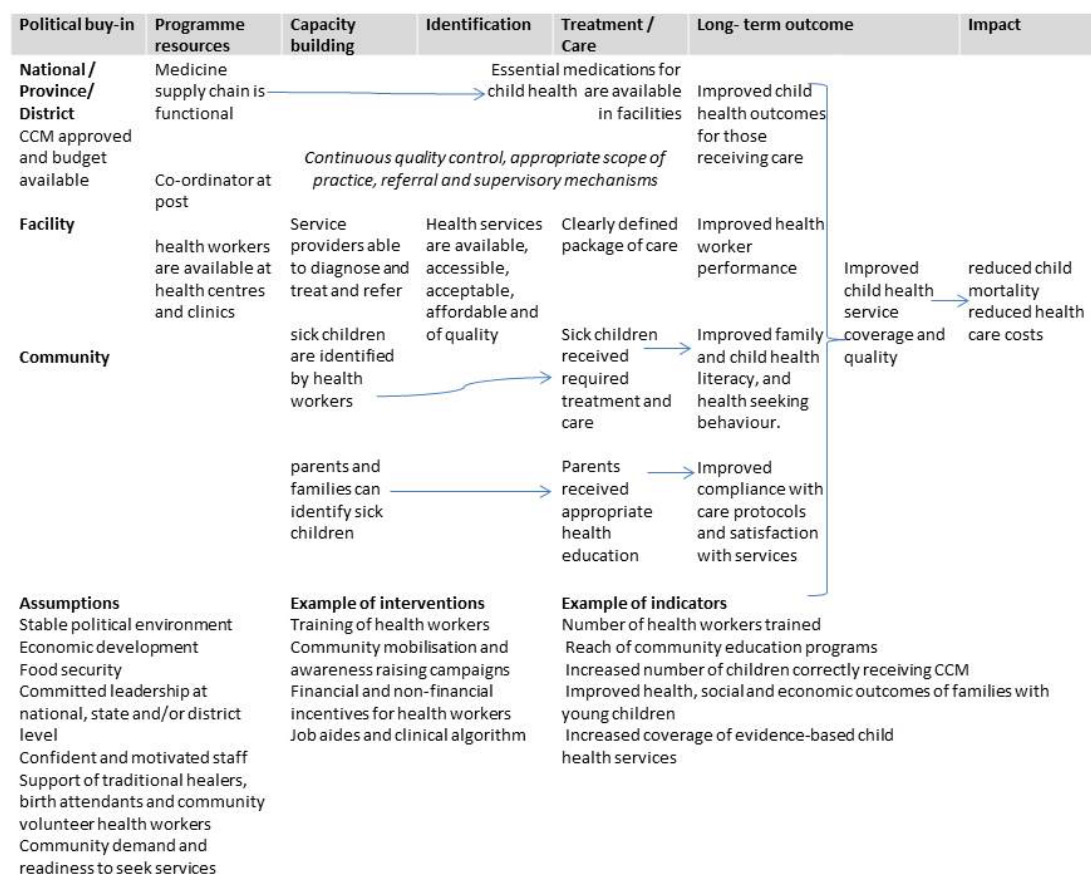 Political buy-in
Programme
resources
Capacity
building
Identification
Treatment /
Care
Long- term outcome
Impact
National /
Province/
District
CCM approved
and budget
available
Medicine
supply chain is
functional
Essential medications for
child health are available
in facilities
Improved child
health outcomes
for those
receiving care
Continuous quality control, appropriate scope of
practice, referral and supervisory mechanisms
Co-ordinator at
post
Facility
health workers
are available at
health centres
and clinics
Service
providers able
to diagnose and
treat and refer
Health services
are available,
accessible,
acceptable,
affordable and
of quality
Clearly defined
package of care
Improved health
worker
performance
Improved
child health
service
coverage and
quality
reduced child
mortality
reduced health
care costs
Community
sick children
are identified
by health
workers
Sick children
received
required
treatment and
care
Improved family
and child health
literacy, and
health seeking
behaviour.
parents and
families can
identify sick
children
Parents
received
appropriate
health
education
Improved
compliance with
care protocols
and satisfaction
with services
Assumptions
Stable political environment
Economic development
Food security
Committed leadership at
national, state and/or district
level
Confident and motivated staff
Support of traditional healers,
birth attendants and community
volunteer health workers
Community demand and
readiness to seek services
Example of interventions
Training of health workers
Community mobilisation and
awareness raising campaigns
Financial and non-financial
incentives for health workers
Job aides and clinical algorithm
Example of indicators
Number of health workers trained
Reach of community education programs
Increased number of children correctly receiving CCM
Improved health, social and economic outcomes of families with
young children
Increased coverage of evidence-based child
health services